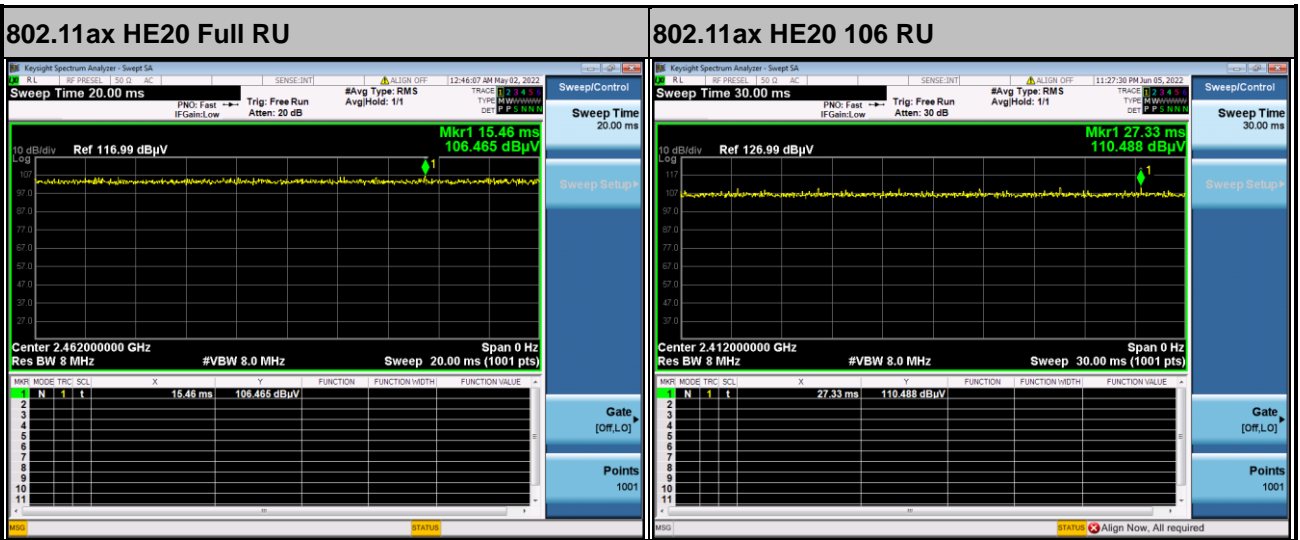 802.11ax HE20 Full RU
Keysight Spectrum Analyzer - Swept SA
RL RF PRESEL 50 Ω AC SENSE:INT ALIGN OFF 12:46:07 AM May 02, 2022
Sweep Time 20.00 ms
PNO: Fast
IFGain:Low
Trig: Free Run
Atten: 20 dB
#Avg Type: RMS
Avg|Hold: 1/1
TRACE 1 2 3 4 5 6
TYPE MWWWWW
DET P P S N N N
Mkr1 15.46 ms
106.465 dBµV
10 dB/div Ref 116.99 dBµV
Log
1
107
97.0
87.0
77.0
67.0
57.0
47.0
37.0
27.0
Center 2.462000000 GHz Span 0 Hz
Res BW 8 MHz #VBW 8.0 MHz Sweep 20.00 ms (1001 pts)
MKR MODE TRC SCL X Y FUNCTION FUNCTION WIDTH FUNCTION VALUE
1 N 1 t 15.46 ms 106.465 dBµV
2
3
4
5
6
7
8
9
10
11
MSG STATUS
Sweep/Control
Sweep Time
20.00 ms
Sweep Setup
Gate
[Off,LO]
Points
1001
802.11ax HE20 106 RU
Keysight Spectrum Analyzer - Swept SA
RL RF PRESEL 50 Ω AC SENSE:INT ALIGN OFF 11:27:30 PM Jun 05, 2022
Sweep Time 30.00 ms
PNO: Fast
IFGain:Low
Trig: Free Run
Atten: 30 dB
#Avg Type: RMS
Avg|Hold: 1/1
TRACE 1 2 3 4 5 6
TYPE MWWWWW
DET P P S N N N
Mkr1 27.33 ms
110.488 dBµV
10 dB/div Ref 126.99 dBµV
Log
1
117
107
97.0
87.0
77.0
67.0
57.0
47.0
37.0
Center 2.412000000 GHz Span 0 Hz
Res BW 8 MHz #VBW 8.0 MHz Sweep 30.00 ms (1001 pts)
MKR MODE TRC SCL X Y FUNCTION FUNCTION WIDTH FUNCTION VALUE
1 N 1 t 27.33 ms 110.488 dBµV
2
3
4
5
6
7
8
9
10
11
MSG STATUS Align Now, All required
Sweep/Control
Sweep Time
30.00 ms
Sweep Setup
Gate
[Off,LO]
Points
1001